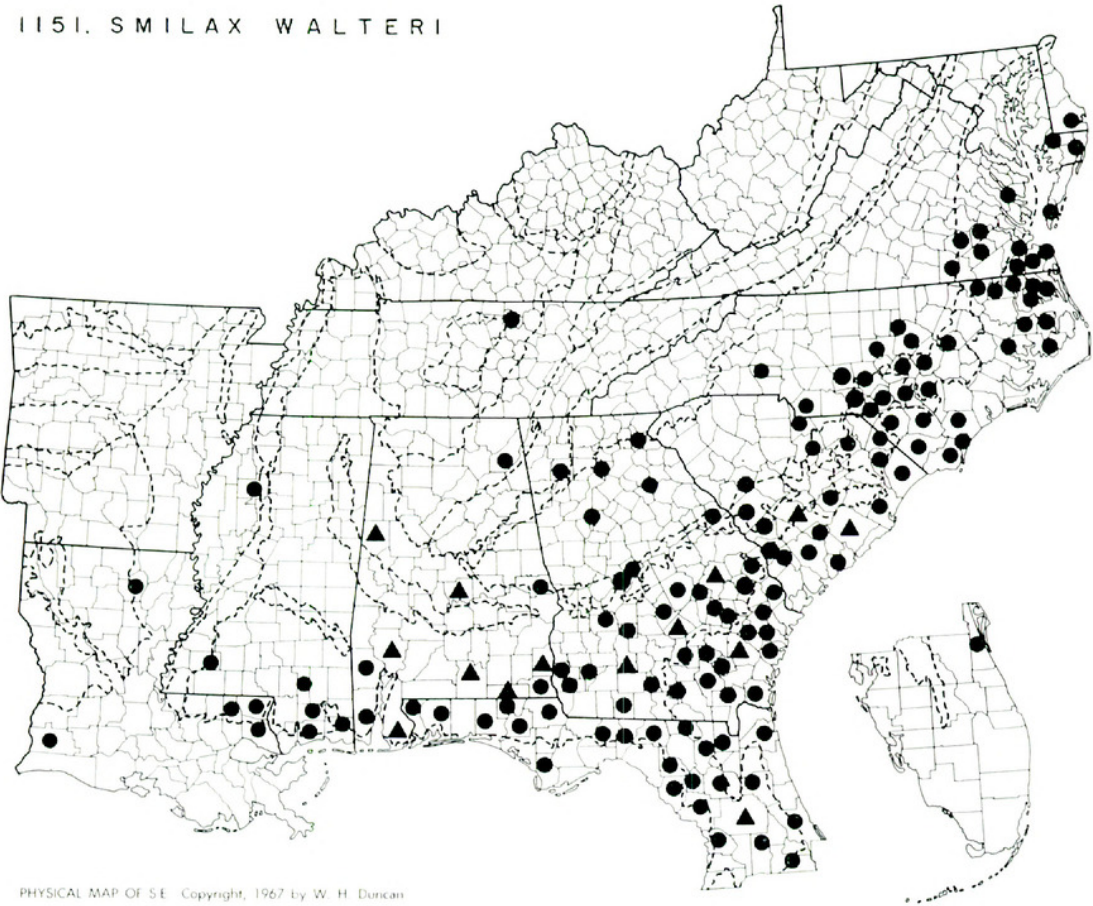 1151. SMILAX WALTERI
PHYSICAL MAP OF S.E. Copyright, 1967 by W. H. Duncan